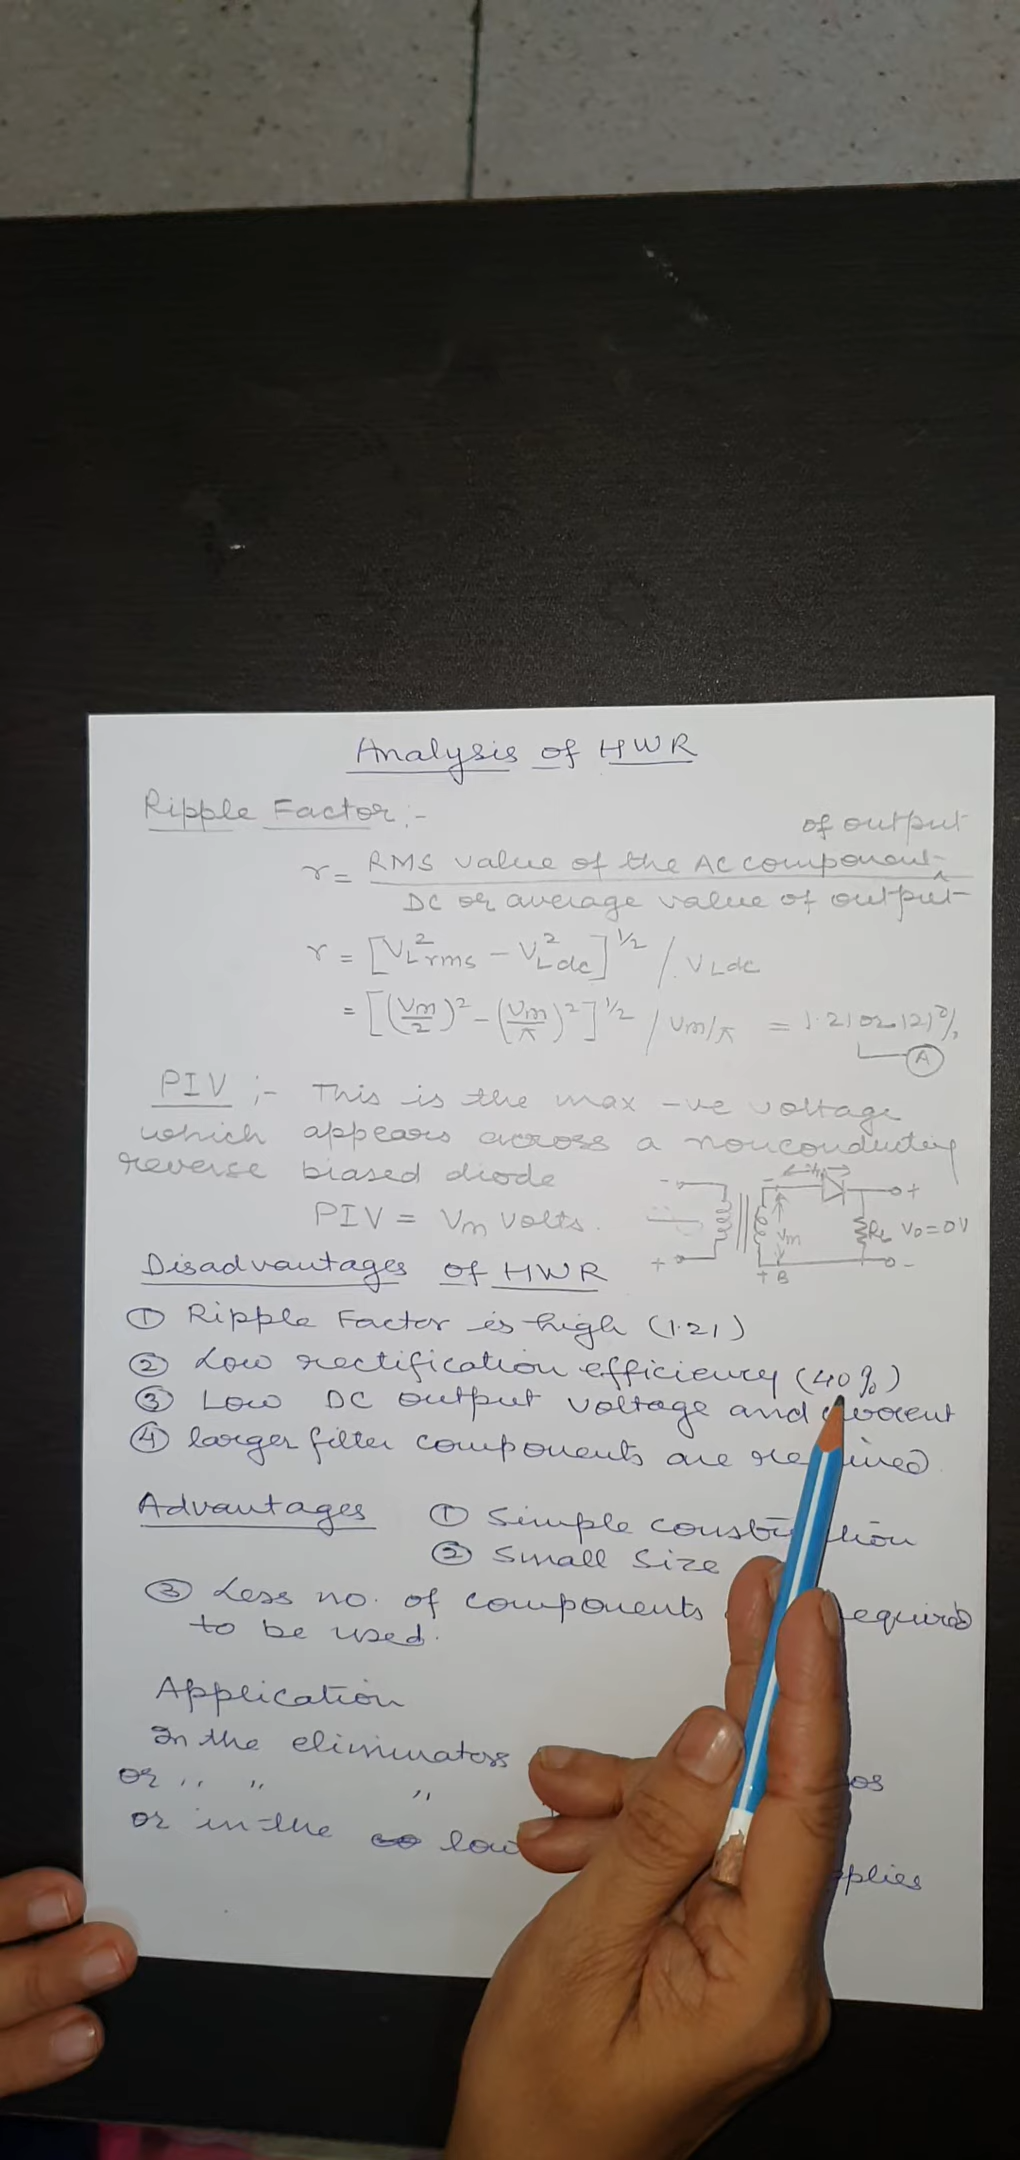 Analysis of HWR
Ripple Factor :-
of output
r = RMS value of the AC component
DC or average value of output
r = [V²Lrms - V²Ldc]^1/2 / VLdc
= [(Vm/2)² - (Vm/π)²]^1/2 / Vm/π = 1.21 or 121%
A
PIV :- This is the max -ve voltage
which appears across a nonconducting
reverse biased diode
PIV = Vm volts.
- +
Vm RL Vo=0V
+ + B -
Disadvantages of HWR
① Ripple Factor is high (1.21)
② Low rectification efficiency (40%)
③ Low DC output voltage and current
④ larger filter components are required.
Advantages ① Simple construction
② Small Size
③ Less no. of components required
to be used.
Application
In the eliminators
or ,, ,, ,,
or in the low